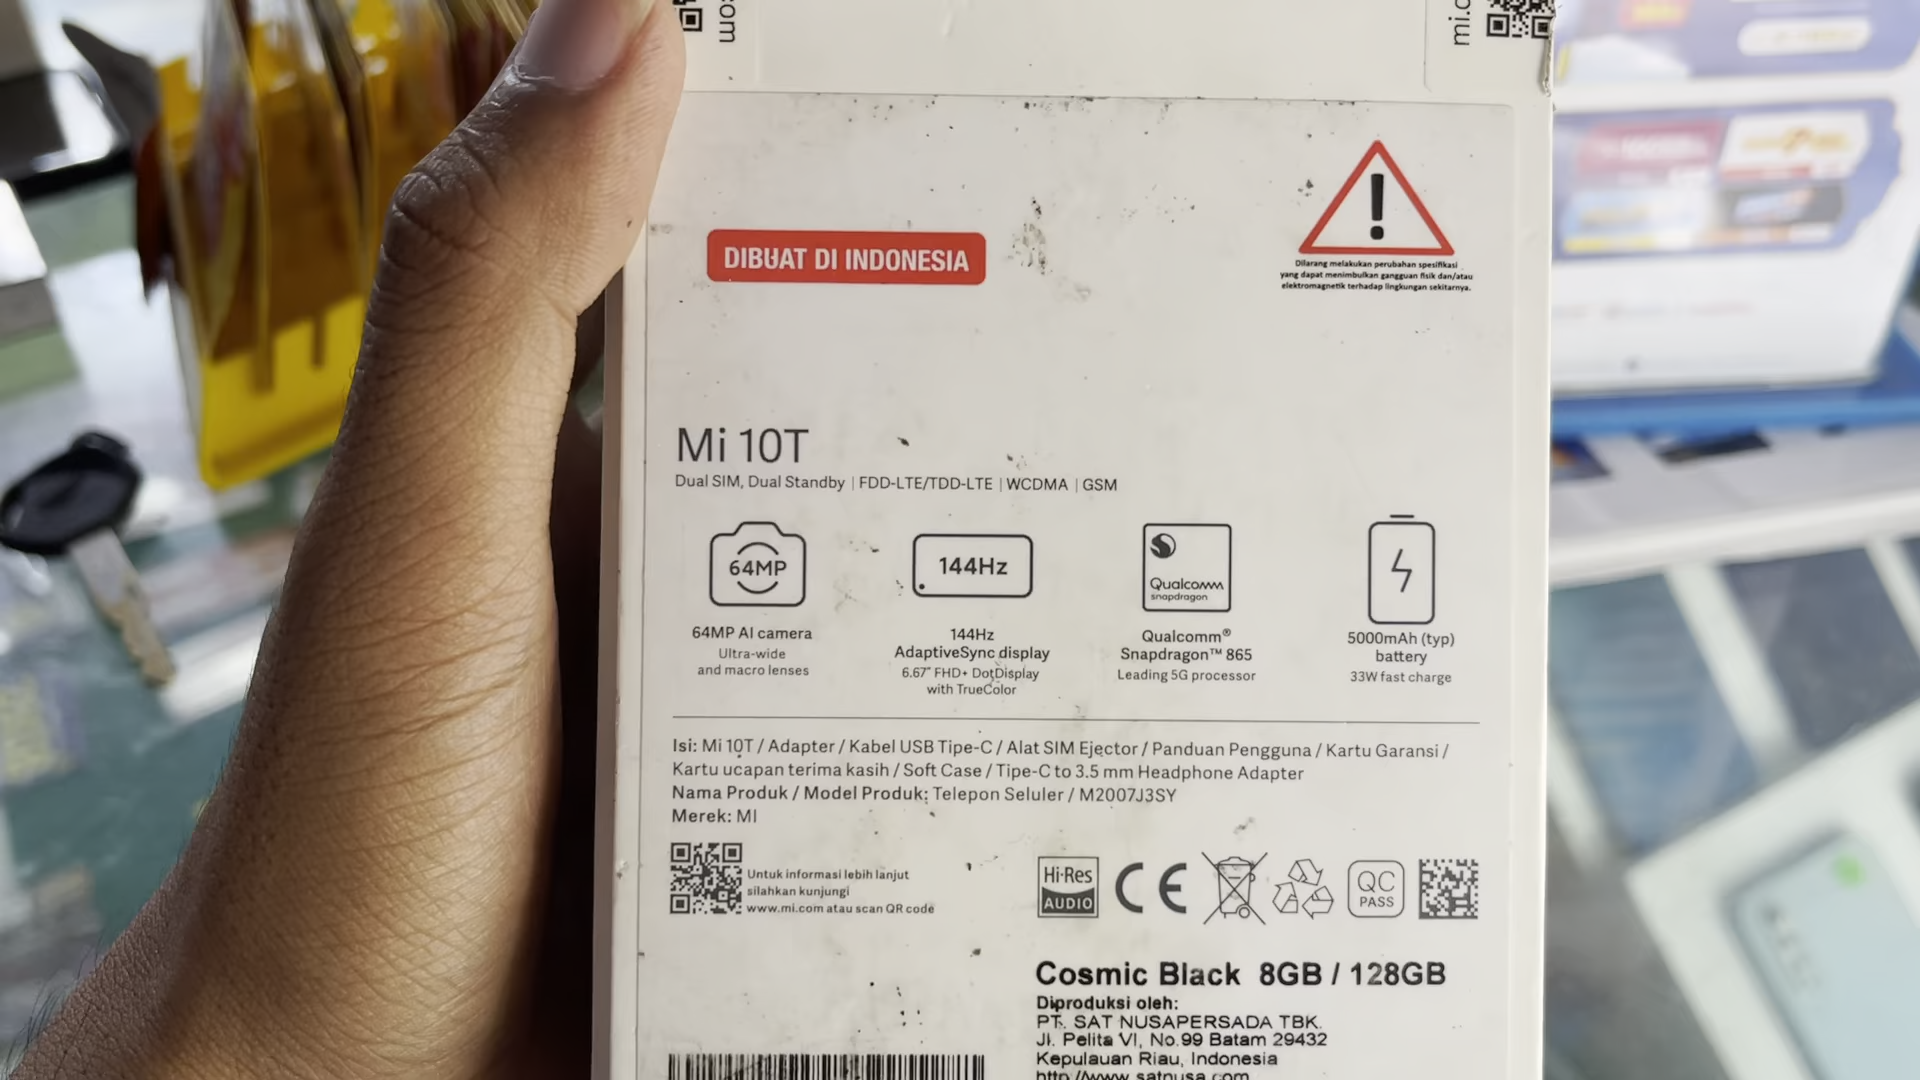 com
mi.c
DIBUAT DI INDONESIA
!
Dilarang melakukan perubahan spesifikasi
yang dapat menimbulkan gangguan fisik dan/atau
elektromagnetik terhadap lingkungan sekitarnya.
Mi 10T
Dual SIM, Dual Standby | FDD-LTE/TDD-LTE | WCDMA | GSM
64MP
144Hz
Qualcomm
snapdragon
64MP AI camera
Ultra-wide
and macro lenses
144Hz
AdaptiveSync display
6.67" FHD+ DotDisplay
with TrueColor
Qualcomm®
Snapdragon™ 865
Leading 5G processor
5000mAh (typ)
battery
33W fast charge
Isi: Mi 10T / Adapter / Kabel USB Tipe-C / Alat SIM Ejector / Panduan Pengguna / Kartu Garansi /
Kartu ucapan terima kasih / Soft Case / Tipe-C to 3.5 mm Headphone Adapter
Nama Produk / Model Produk: Telepon Seluler / M2007J3SY
Merek: MI
Untuk informasi lebih lanjut
silahkan kunjungi
www.mi.com atau scan QR code
Hi-Res
AUDIO
CE
QC
PASS
Cosmic Black 8GB / 128GB
Diproduksi oleh:
PT. SAT NUSAPERSADA TBK.
Jl. Pelita VI, No.99 Batam 29432
Kepulauan Riau, Indonesia
http://www.satnusa.com